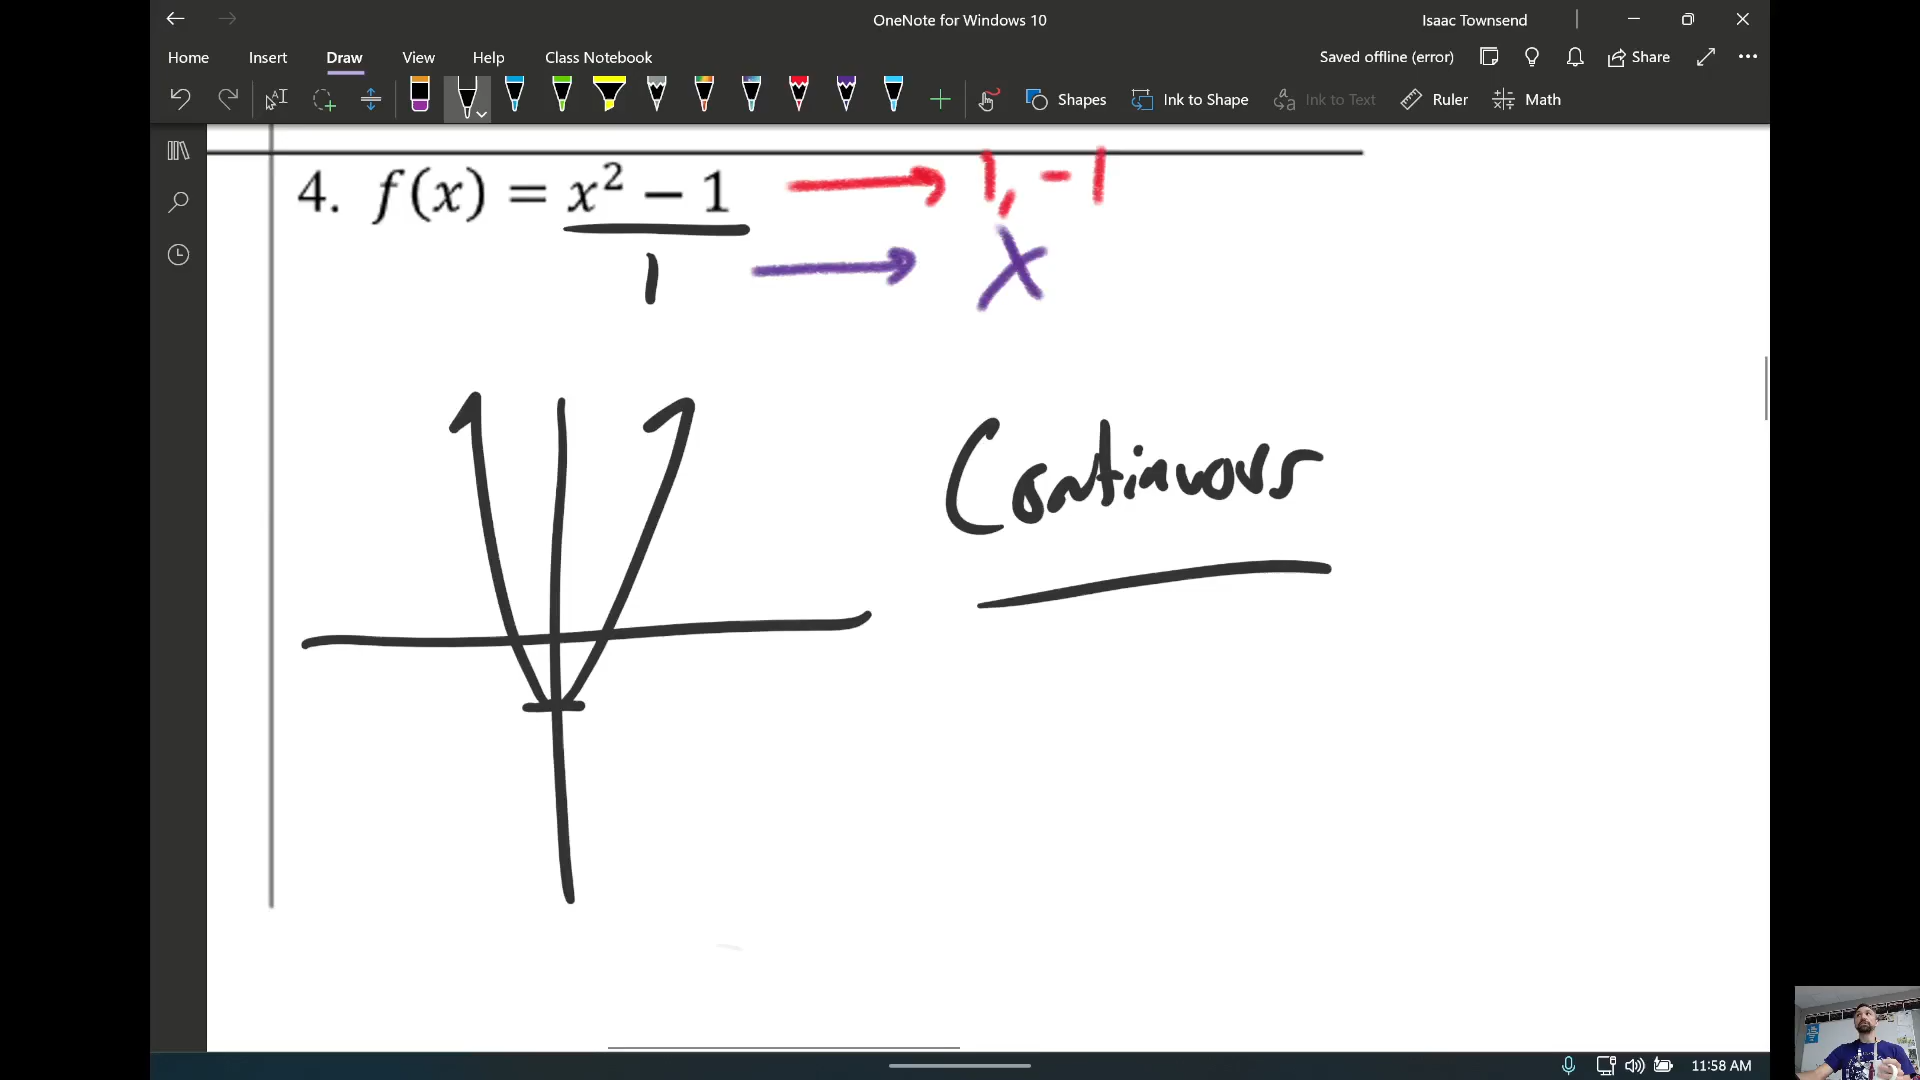 OneNote for Windows 10
Isaac Townsend
Home Insert Draw View Help Class Notebook
Saved offline (error) Share
Shapes Ink to Shape Ink to Text Ruler Math
4. f(x) = x² − 1 → 1, -1
1 → X
Continuous
11:58 AM